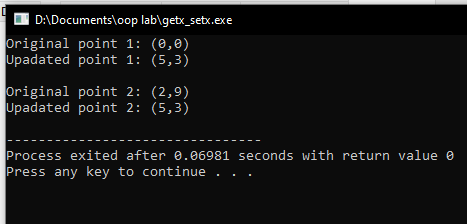 D:\Documents\oop lab\getx_setx.exe
Original point 1: (0,0)
Upadated point 1: (5,3)
Original point 2: (2,9)
Upadated point 2: (5,3)
--------------------------------
Process exited after 0.06981 seconds with return value 0
Press any key to continue . . .